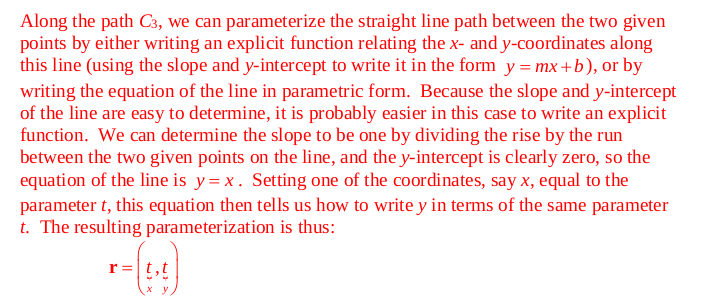 Along the path C3, we can parameterize the straight line path between the two given
points by either writing an explicit function relating the x- and y-coordinates along
this line (using the slope and y-intercept to write it in the form y = mx + b), or by
writing the equation of the line in parametric form. Because the slope and y-intercept
of the line are easy to determine, it is probably easier in this case to write an explicit
function. We can determine the slope to be one by dividing the rise by the run
between the two given points on the line, and the y-intercept is clearly zero, so the
equation of the line is y = x. Setting one of the coordinates, say x, equal to the
parameter t, this equation then tells us how to write y in terms of the same parameter
t. The resulting parameterization is thus:
r = (t, t)
x y